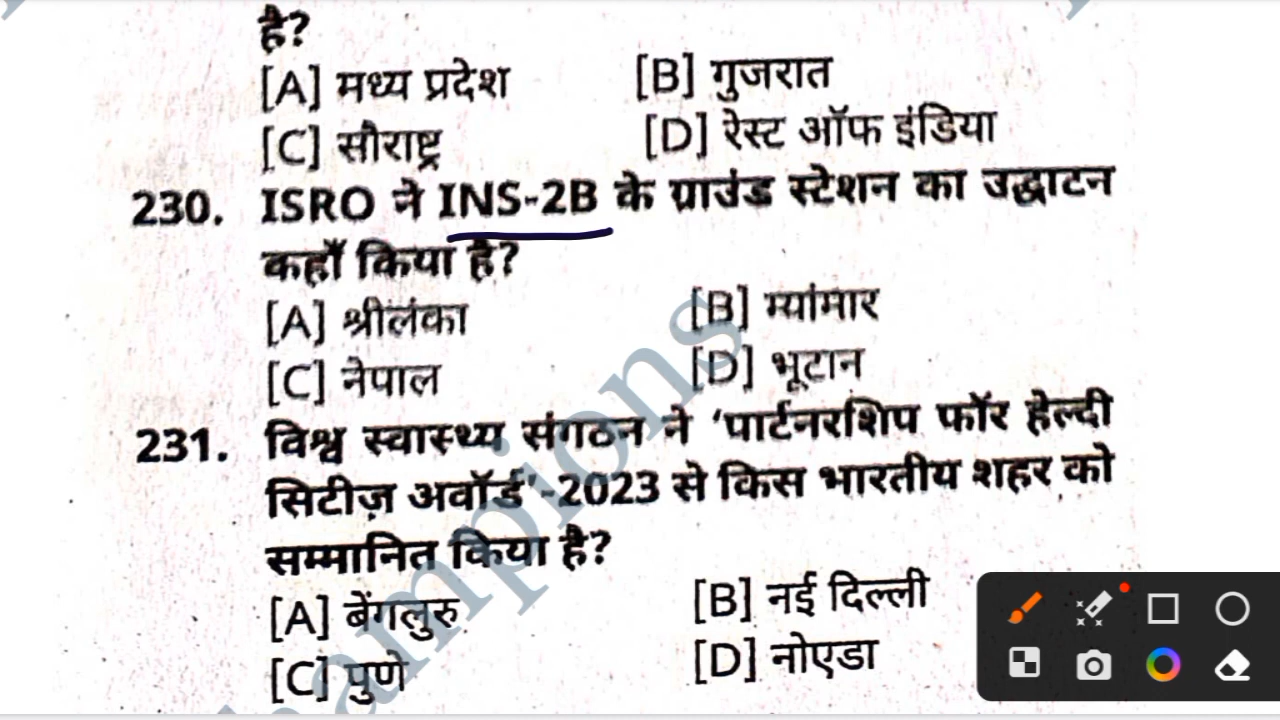 है?
[A] मध्य प्रदेश [B] गुजरात
[C] सौराष्ट्र [D] रेस्ट ऑफ इंडिया
230. ISRO ने INS-2B के ग्राउंड स्टेशन का उद्घाटन
कहाँ किया है?
[A] श्रीलंका [B] म्यांमार
[C] नेपाल [D] भूटान
231. विश्व स्वास्थ्य संगठन ने ‘पार्टनरशिप फॉर हेल्दी
सिटीज़ अवॉर्ड'-2023 से किस भारतीय शहर को
सम्मानित किया है?
[A] बेंगलुरु [B] नई दिल्ली
[C] पुणे [D] नोएडा
ampions